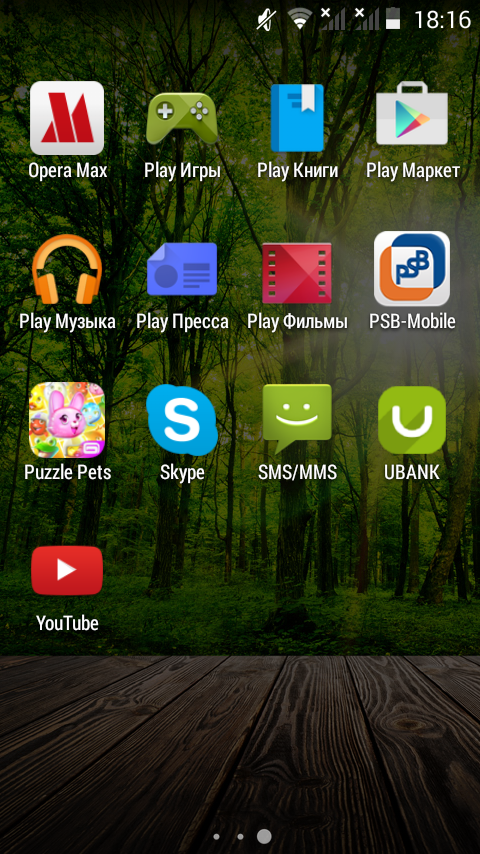 18:16
Opera Max
Play Игры
Play Книги
Play Маркет
Play Музыка
Play Пресса
Play Фильмы
PSB
PSB-Mobile
Puzzle Pets
S
Skype
SMS/MMS
UBANK
YouTube